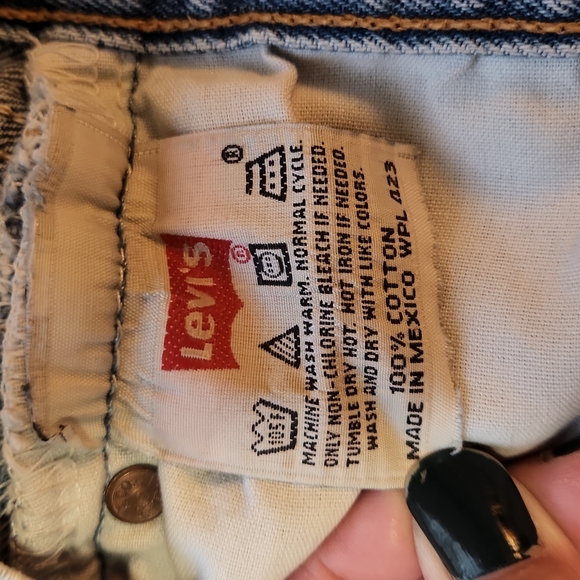 Levi's®
®
105
MACHINE WASH WARM. NORMAL CYCLE.
ONLY NON-CHLORINE BLEACH IF NEEDED.
TUMBLE DRY HOT. HOT IRON IF NEEDED.
WASH AND DRY WITH LIKE COLORS.
100% COTTON
MADE IN MEXICO WPL 423